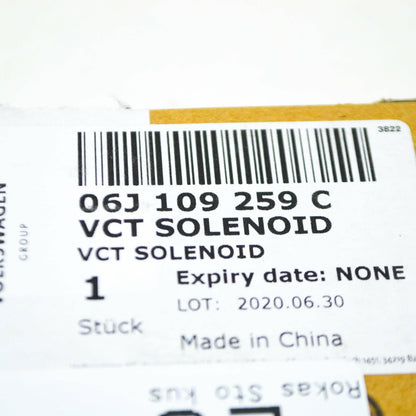 3822
06J 109 259 C
VCT SOLENOID
VCT SOLENOID
1
Expiry date: NONE
LOT: 2020.06.30
Stück
Made in China
VOLKSWAGEN
GROUP
Rokas Sto kus